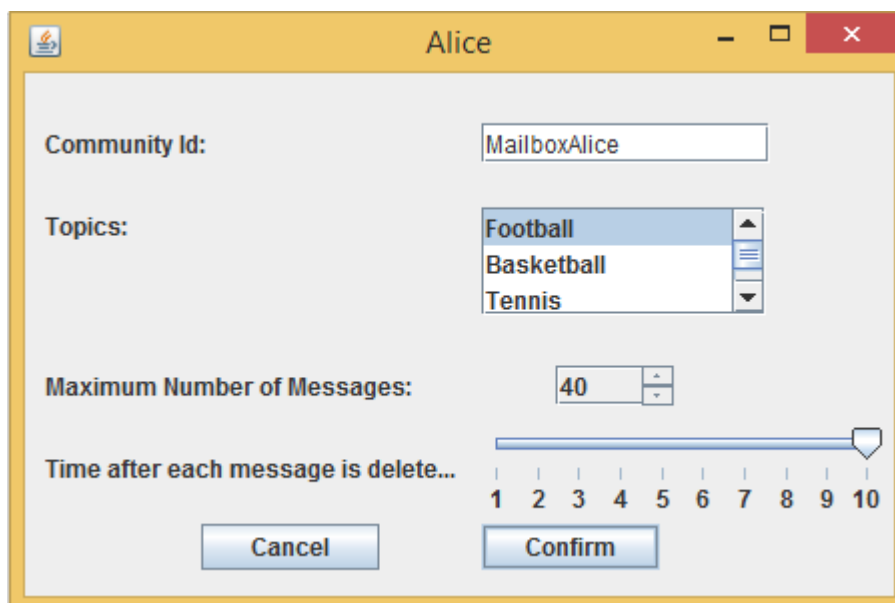 Alice
Community Id: MailboxAlice
Topics: Football
Basketball
Tennis
Maximum Number of Messages: 40
Time after each message is delete...
1 2 3 4 5 6 7 8 9 10
Cancel Confirm